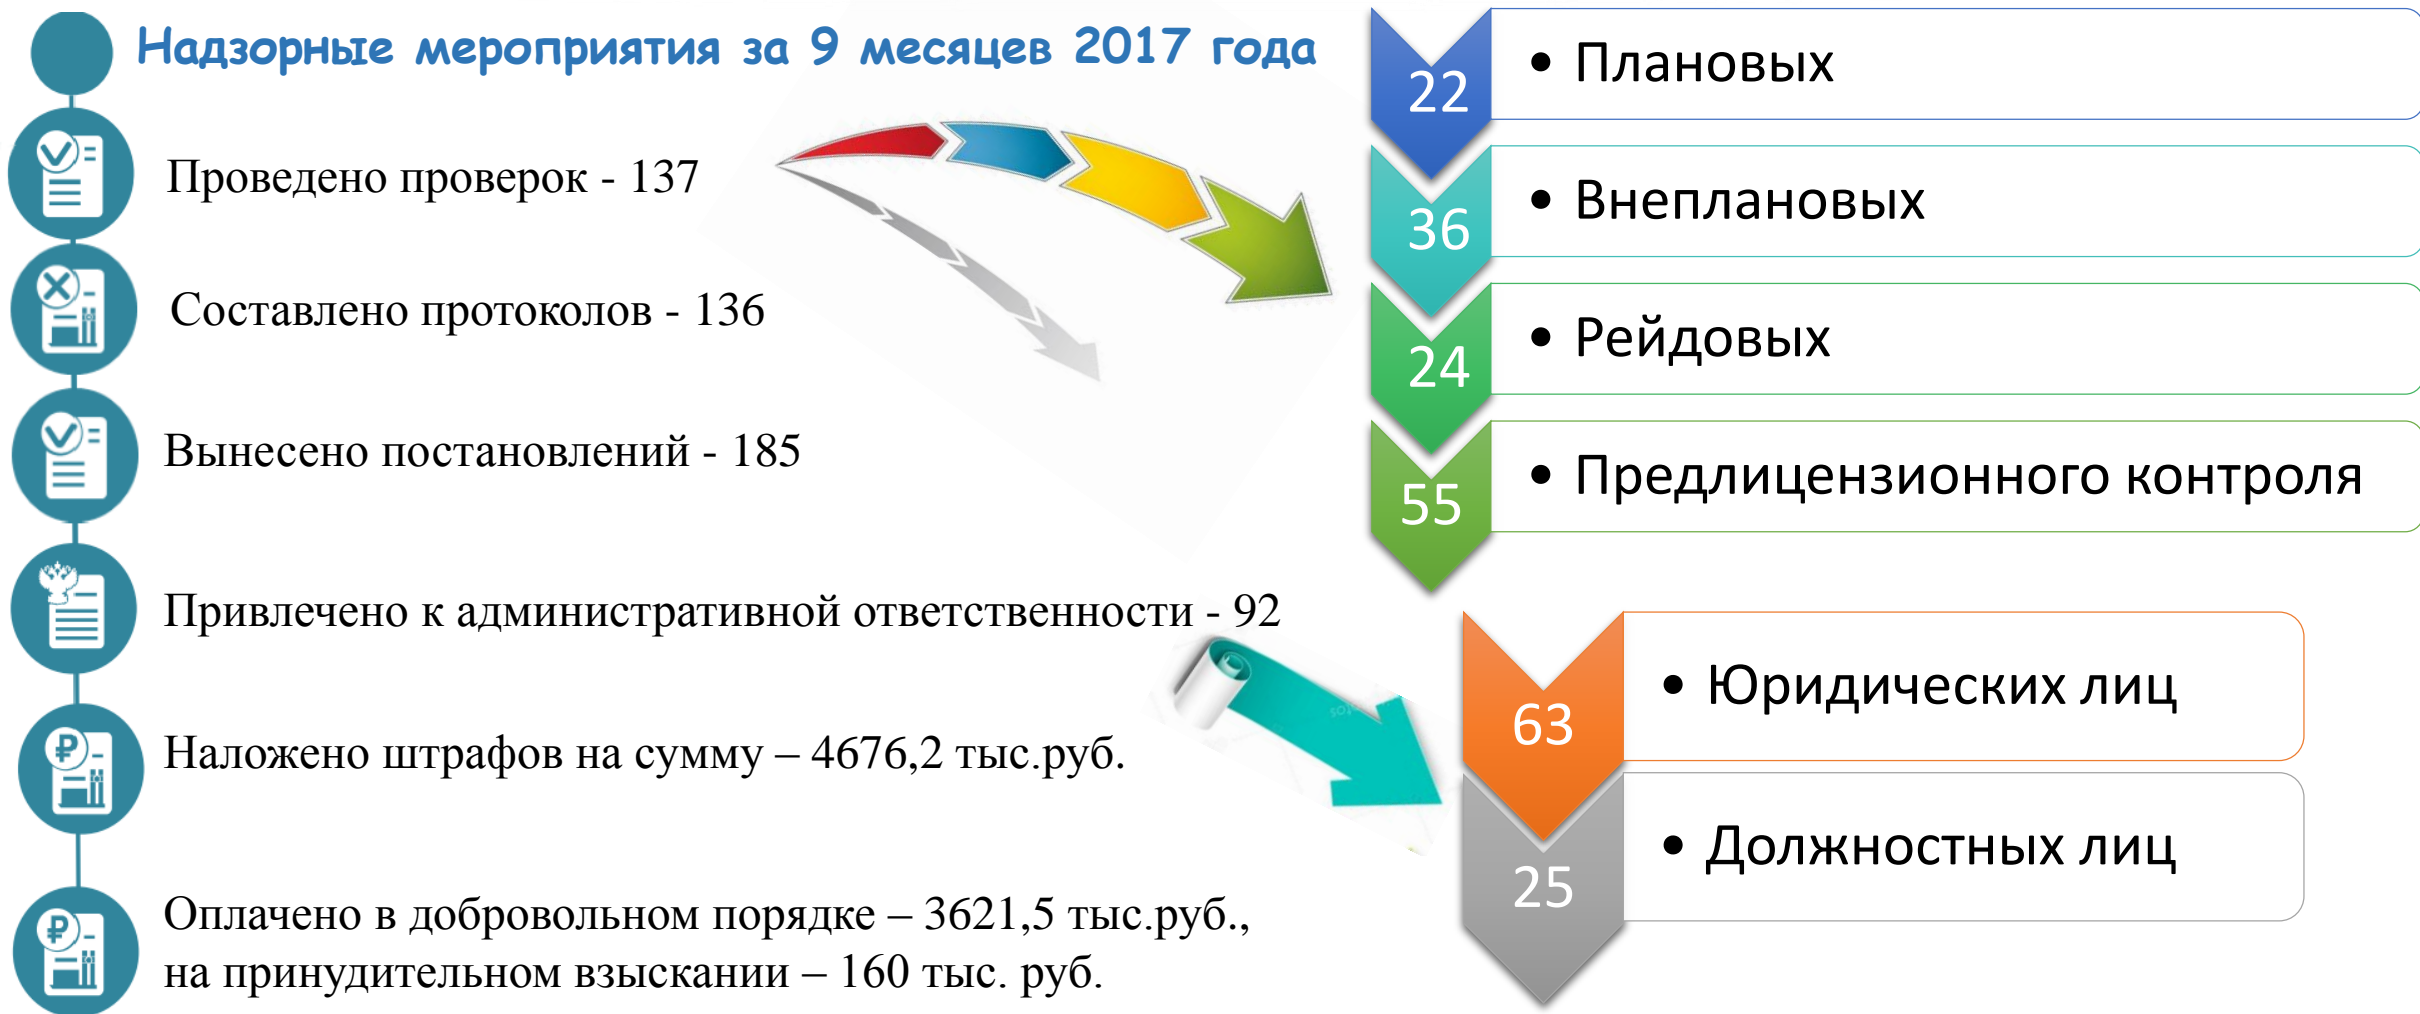 Надзорные мероприятия за 9 месяцев 2017 года
Проведено проверок - 137
Составлено протоколов - 136
Вынесено постановлений - 185
Привлечено к административной ответственности - 92
Наложено штрафов на сумму – 4676,2 тыс.руб.
Оплачено в добровольном порядке – 3621,5 тыс.руб.,
на принудительном взыскании – 160 тыс. руб.
22 • Плановых
36 • Внеплановых
24 • Рейдовых
55 • Предлицензионного контроля
63 • Юридических лиц
25 • Должностных лиц